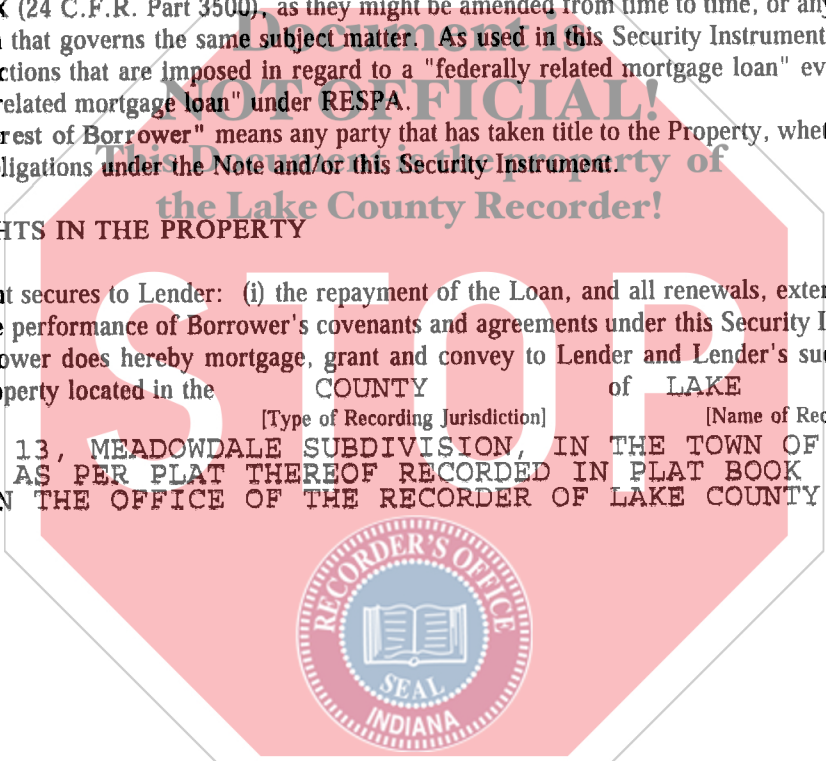 (24 C.F.R. Part 3500), as they might be amended from time to time, or any
that governs the same subject matter. As used in this Security Instrument
ctions that are imposed in regard to a "federally related mortgage loan" ev
elated mortgage loan" under RESPA.
rest of Borrower" means any party that has taken title to the Property, whet
ligations under the Note and/or this Security Instrument.
Document is
NOT OFFICIAL!
This Document is the property of
the Lake County Recorder!
HTS IN THE PROPERTY
nt secures to Lender: (i) the repayment of the Loan, and all renewals, exten
e performance of Borrower's covenants and agreements under this Security I
ower does hereby mortgage, grant and convey to Lender and Lender's suc
operty located in the COUNTY of LAKE
[Type of Recording Jurisdiction] [Name of Rec
13, MEADOWDALE SUBDIVISION, IN THE TOWN OF
AS PER PLAT THEREOF RECORDED IN PLAT BOOK
N THE OFFICE OF THE RECORDER OF LAKE COUNTY
STOP
RECORDER'S OFFICE
SEAL
INDIANA